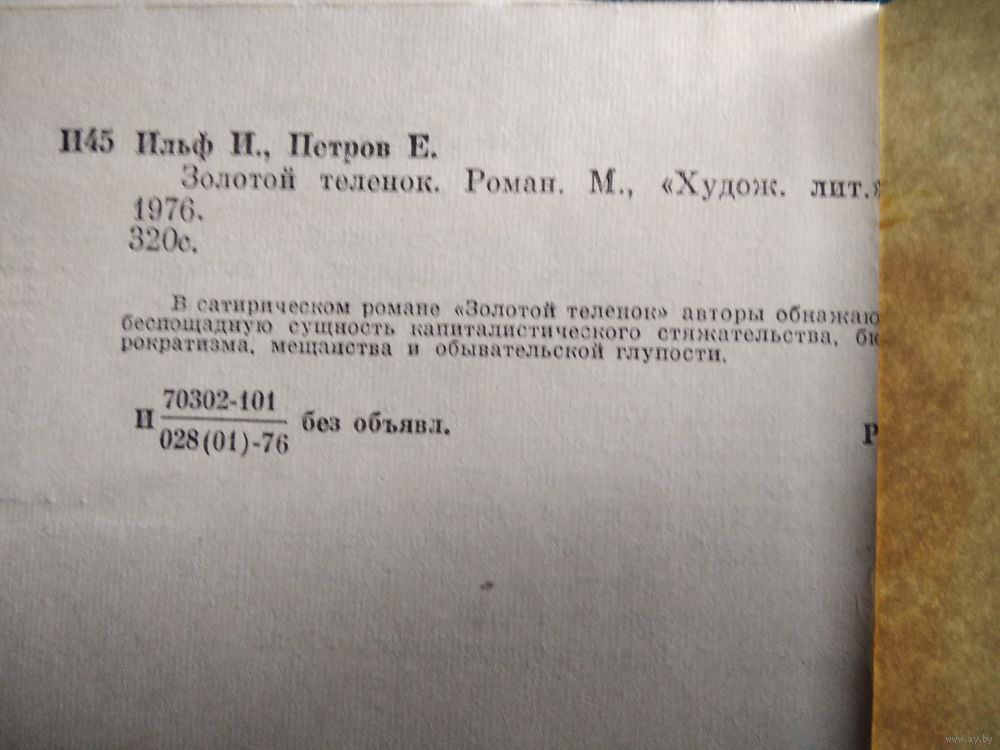 И45 Ильф И., Петров Е.
Золотой теленок. Роман. М., «Худож. лит.»
1976.
320с.
В сатирическом романе «Золотой теленок» авторы обнажаю
беспощадную сущность капиталистического стяжательства, бю
рократизма, мещанства и обывательской глупости.
И 70302-101
028(01)-76 без объявл.
Р
www.ay.by